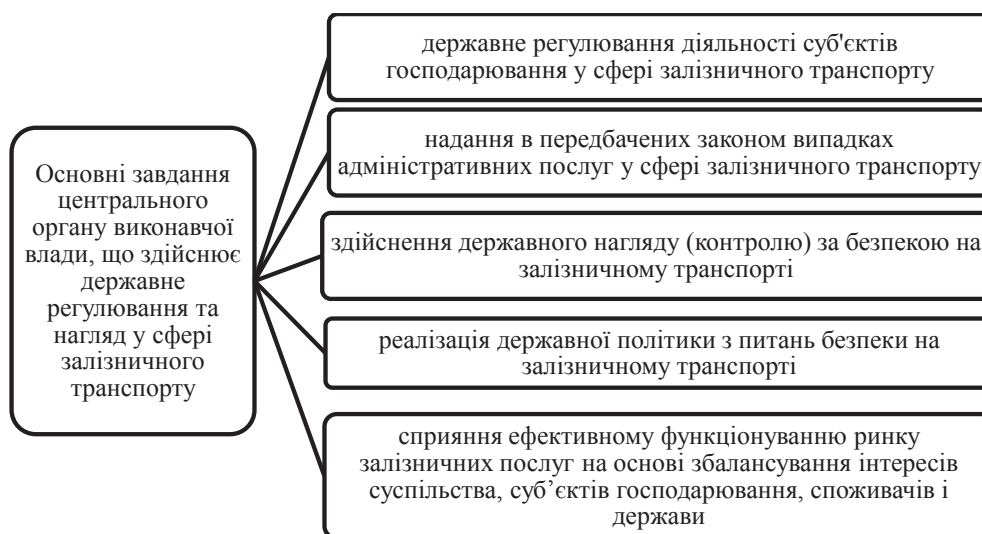 Основні завдання
центрального
органу виконавчої
влади, що здійснює
державне
регулювання та
нагляд у сфері
залізничного
транспорту
державне регулювання діяльності суб'єктів
господарювання у сфері залізничного транспорту
надання в передбачених законом випадках
адміністративних послуг у сфері залізничного транспорту
здійснення державного нагляду (контролю) за безпекою на
залізничному транспорті
реалізація державної політики з питань безпеки на
залізничному транспорті
сприяння ефективному функціонуванню ринку
залізничних послуг на основі збалансування інтересів
суспільства, суб’єктів господарювання, споживачів і
держави